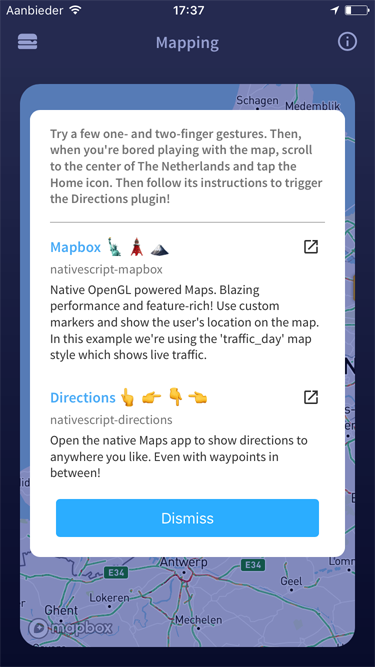 Aanbieder 17:37
Mapping
Schagen
Medemblik
Try a few one- and two-finger gestures. Then,
when you're bored playing with the map, scroll
to the center of The Netherlands and tap the
Home icon. Then follow its instructions to trigger
the Directions plugin!
Mapbox 🗽 🗼 🗻
nativescript-mapbox
Native OpenGL powered Maps. Blazing
performance and feature-rich! Use custom
markers and show the user's location on the map.
In this example we're using the 'traffic_day' map
style which shows live traffic.
Directions 👆 👉 👇 👈
nativescript-directions
Open the native Maps app to show directions to
anywhere you like. Even with waypoints in
between!
Dismiss
Antwerp
E34
E34
Geel
Lokeren
Ghent
Mechelen
mapbox